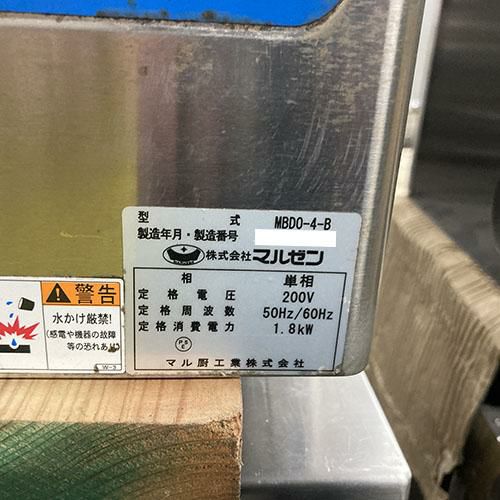 型式 MBDO-4-B
製造年月・製造番号
株式会社マルゼン
相 単相
定格電圧 200V
定格周波数 50Hz/60Hz
定格消費電力 1.8kW
PSE
マル厨工業株式会社
警告
水かけ厳禁!
(感電や機器の故障
等の恐れあり
W-3